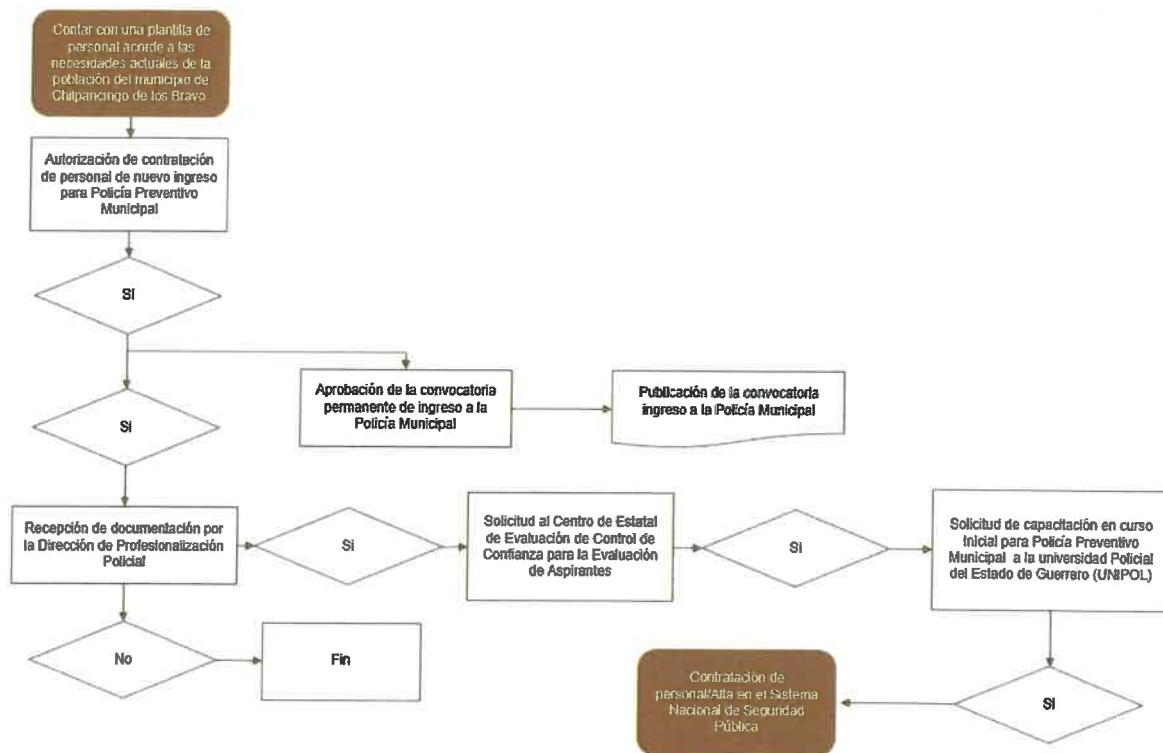 Contar con una plantilla de
personal acorde a las
necesidades actuales de la
población del municipio de
Chilpancingo de los Bravo
Autorización de contratación
de personal de nuevo ingreso
para Policía Preventivo
Municipal
Sí
Sí
Aprobación de la convocatoria
permanente de ingreso a la
Policía Municipal
Publicación de la convocatoria
ingreso a la Policía Municipal
Recepción de documentación por
la Dirección de Profesionalización
Policial
Si
Solicitud al Centro de Estatal
de Evaluación de Control de
Confianza para la Evaluación
de Aspirantes
Si
Solicitud de capacitación en curso
Inicial para Policía Preventivo
Municipal a la universidad Policial
del Estado de Guerrero (UNIPOL)
No
Fin
Contratación de
personal/Alta en el Sistema
Nacional de Seguridad
Pública
Sí